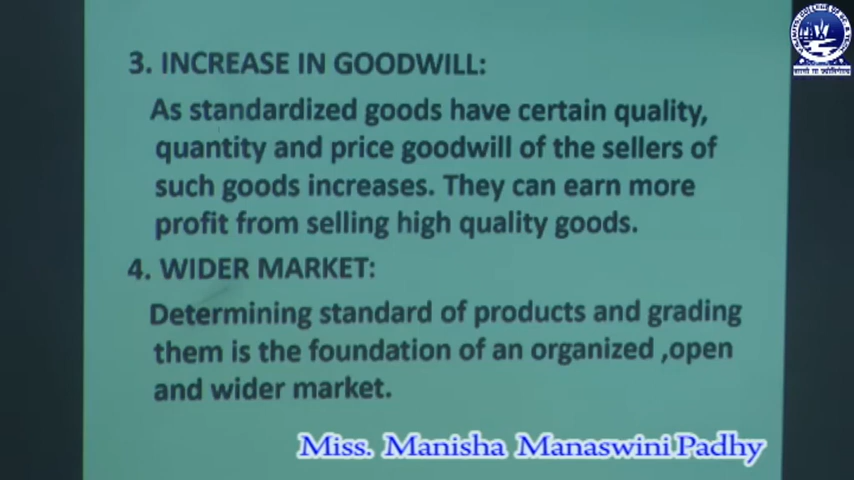 3. INCREASE IN GOODWILL:
As standardized goods have certain quality,
quantity and price goodwill of the sellers of
such goods increases. They can earn more
profit from selling high quality goods.
4. WIDER MARKET:
Determining standard of products and grading
them is the foundation of an organized ,open
and wider market.
Miss. Manisha Manaswini Padhy